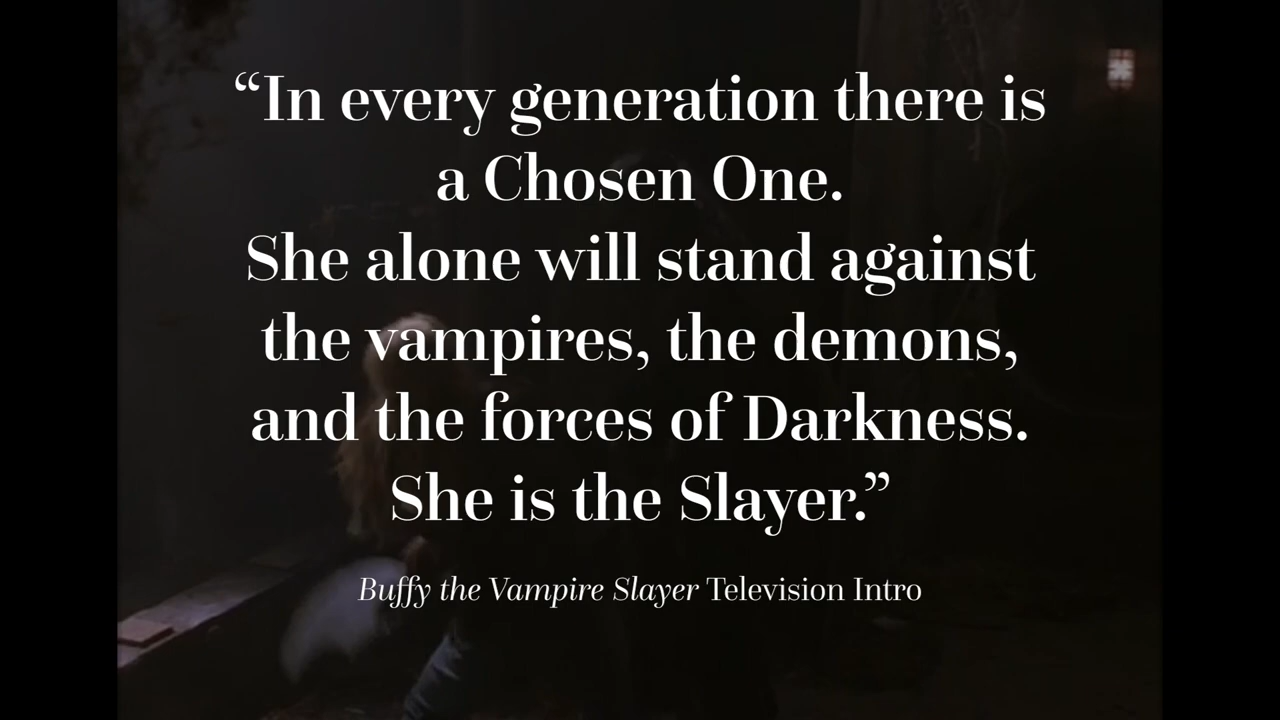 “In every generation there is
a Chosen One.
She alone will stand against
the vampires, the demons,
and the forces of Darkness.
She is the Slayer.”
Buffy the Vampire Slayer Television Intro